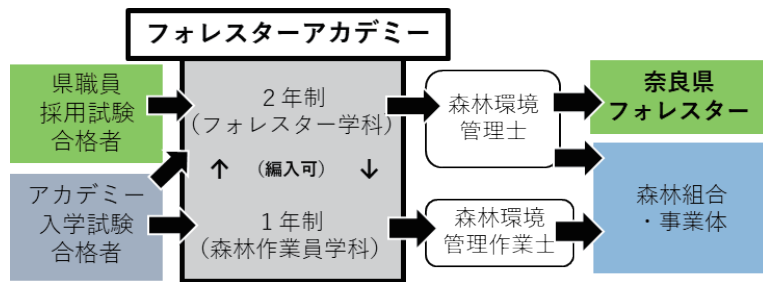 フォレスターアカデミー
県職員
採用試験
合格者
アカデミー
入学試験
合格者
2年制
(フォレスター学科)
↑ (編入可) ↓
1年制
(森林作業員学科)
森林環境
管理士
森林環境
管理作業士
奈良県
フォレスター
森林組合
・事業体